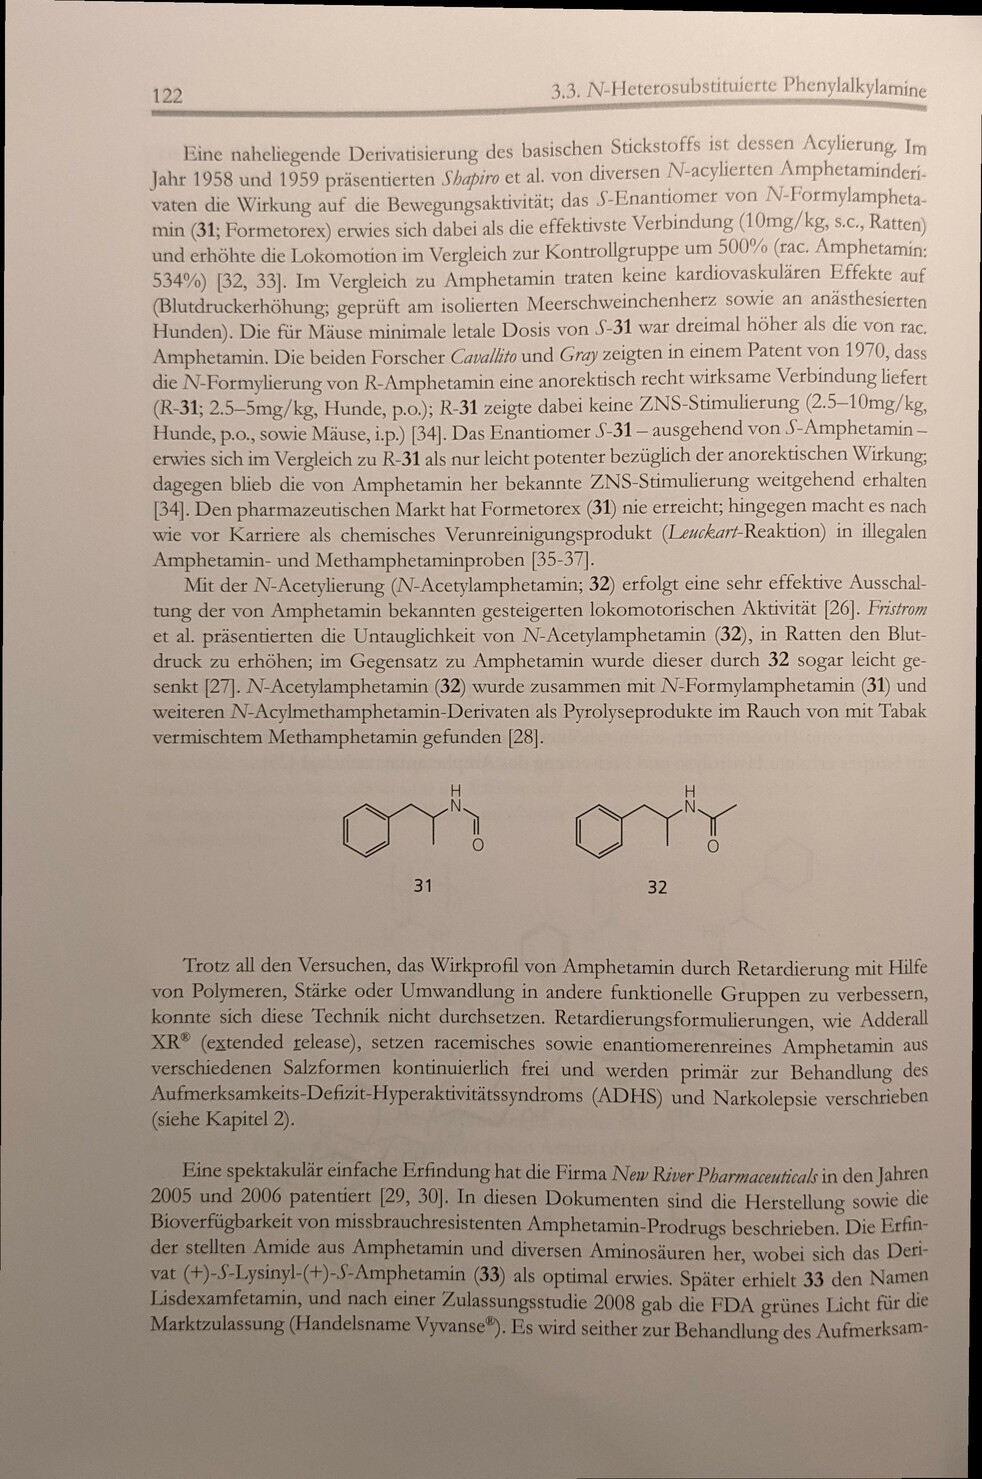 122
3.3. N-Heterosubstituierte Phenylalkylamine
Eine naheliegende Derivatisierung des basischen Stickstoffs ist dessen Acylierung. Im
Jahr 1958 und 1959 präsentierten Shapiro et al. von diversen N-acylierten Amphetaminderi-
vaten die Wirkung auf die Bewegungsaktivität; das S-Enantiomer von N-Formylampheta-
min (31; Formetorex) erwies sich dabei als die effektivste Verbindung (10mg/kg, s.c., Ratten)
und erhöhte die Lokomotion im Vergleich zur Kontrollgruppe um 500% (rac. Amphetamin:
534%) [32, 33]. Im Vergleich zu Amphetamin traten keine kardiovaskulären Effekte auf
(Blutdruckerhöhung; geprüft am isolierten Meerschweinchenherz sowie an anästhesierten
Hunden). Die für Mäuse minimale letale Dosis von S-31 war dreimal höher als die von rac.
Amphetamin. Die beiden Forscher Cavallito und Gray zeigten in einem Patent von 1970, dass
die N-Formylierung von R-Amphetamin eine anorektisch recht wirksame Verbindung liefert
(R-31; 2.5–5mg/kg, Hunde, p.o.); R-31 zeigte dabei keine ZNS-Stimulierung (2.5–10mg/kg,
Hunde, p.o., sowie Mäuse, i.p.) [34]. Das Enantiomer S-31 – ausgehend von S-Amphetamin –
erwies sich im Vergleich zu R-31 als nur leicht potenter bezüglich der anorektischen Wirkung;
dagegen blieb die von Amphetamin her bekannte ZNS-Stimulierung weitgehend erhalten
[34]. Den pharmazeutischen Markt hat Formetorex (31) nie erreicht; hingegen macht es nach
wie vor Karriere als chemisches Verunreinigungsprodukt (Leuckart-Reaktion) in illegalen
Amphetamin- und Methamphetaminproben [35-37].
Mit der N-Acetylierung (N-Acetylamphetamin; 32) erfolgt eine sehr effektive Ausschal-
tung der von Amphetamin bekannten gesteigerten lokomotorischen Aktivität [26]. Fristrom
et al. präsentierten die Untauglichkeit von N-Acetylamphetamin (32), in Ratten den Blut-
druck zu erhöhen; im Gegensatz zu Amphetamin wurde dieser durch 32 sogar leicht ge-
senkt [27]. N-Acetylamphetamin (32) wurde zusammen mit N-Formylamphetamin (31) und
weiteren N-Acylmethamphetamin-Derivaten als Pyrolyseprodukte im Rauch von mit Tabak
vermischtem Methamphetamin gefunden [28].
H
N
O
H
N
O
31
32
Trotz all den Versuchen, das Wirkprofil von Amphetamin durch Retardierung mit Hilfe
von Polymeren, Stärke oder Umwandlung in andere funktionelle Gruppen zu verbessern,
konnte sich diese Technik nicht durchsetzen. Retardierungsformulierungen, wie Adderall
XR® (extended release), setzen racemisches sowie enantiomerenreines Amphetamin aus
verschiedenen Salzformen kontinuierlich frei und werden primär zur Behandlung des
Aufmerksamkeits-Defizit-Hyperaktivitätssyndroms (ADHS) und Narkolepsie verschrieben
(siehe Kapitel 2).
Eine spektakulär einfache Erfindung hat die Firma New River Pharmaceuticals in den Jahren
2005 und 2006 patentiert [29, 30]. In diesen Dokumenten sind die Herstellung sowie die
Bioverfügbarkeit von missbrauchresistenten Amphetamin-Prodrugs beschrieben. Die Erfin-
der stellten Amide aus Amphetamin und diversen Aminosäuren her, wobei sich das Deri-
vat (+)-S-Lysinyl-(+)-S-Amphetamin (33) als optimal erwies. Später erhielt 33 den Namen
Lisdexamfetamin, und nach einer Zulassungsstudie 2008 gab die FDA grünes Licht für die
Marktzulassung (Handelsname Vyvanse®). Es wird seither zur Behandlung des Aufmerksam-